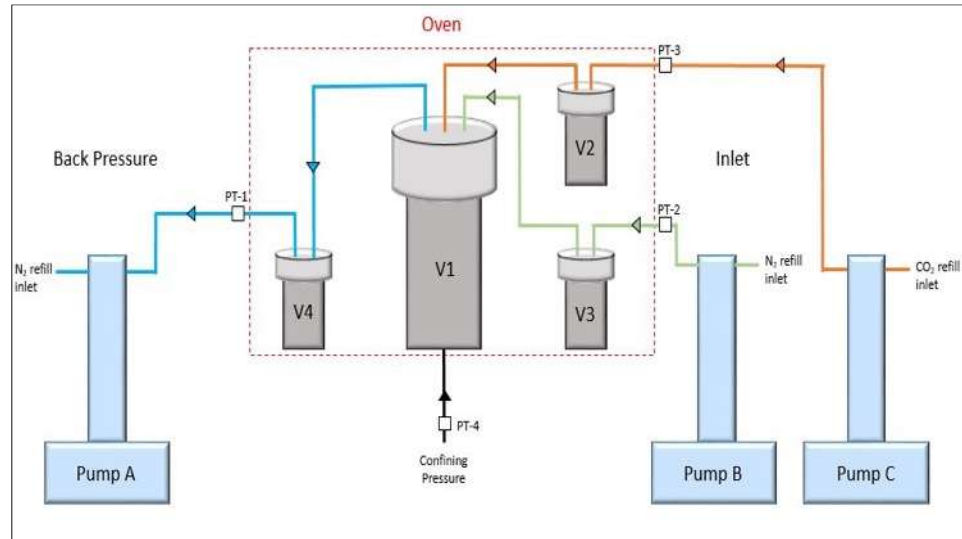 Oven
PT-3
Back Pressure
V2
Inlet
PT-1
PT-2
N₂ refill
inlet
V1
N₂ refill
inlet
CO₂ refill
inlet
V4
V3
PT-4
Confining
Pressure
Pump A
Pump B
Pump C